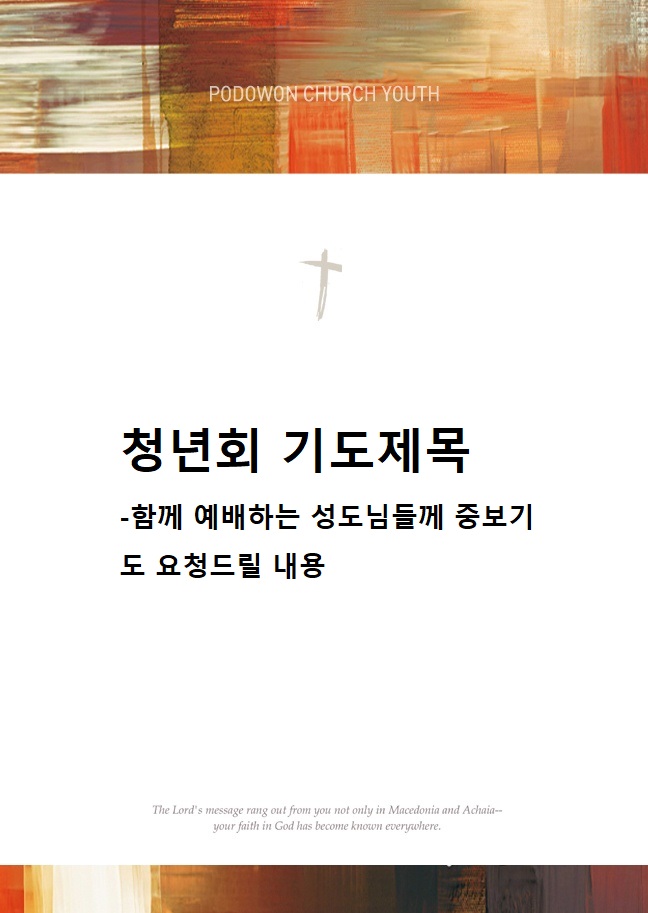 PODOWON CHURCH YOUTH
청년회 기도제목
-함께 예배하는 성도님들께 중보기
도 요청드릴 내용
The Lord's message rang out from you not only in Macedonia and Achaia--
your faith in God has become known everywhere.